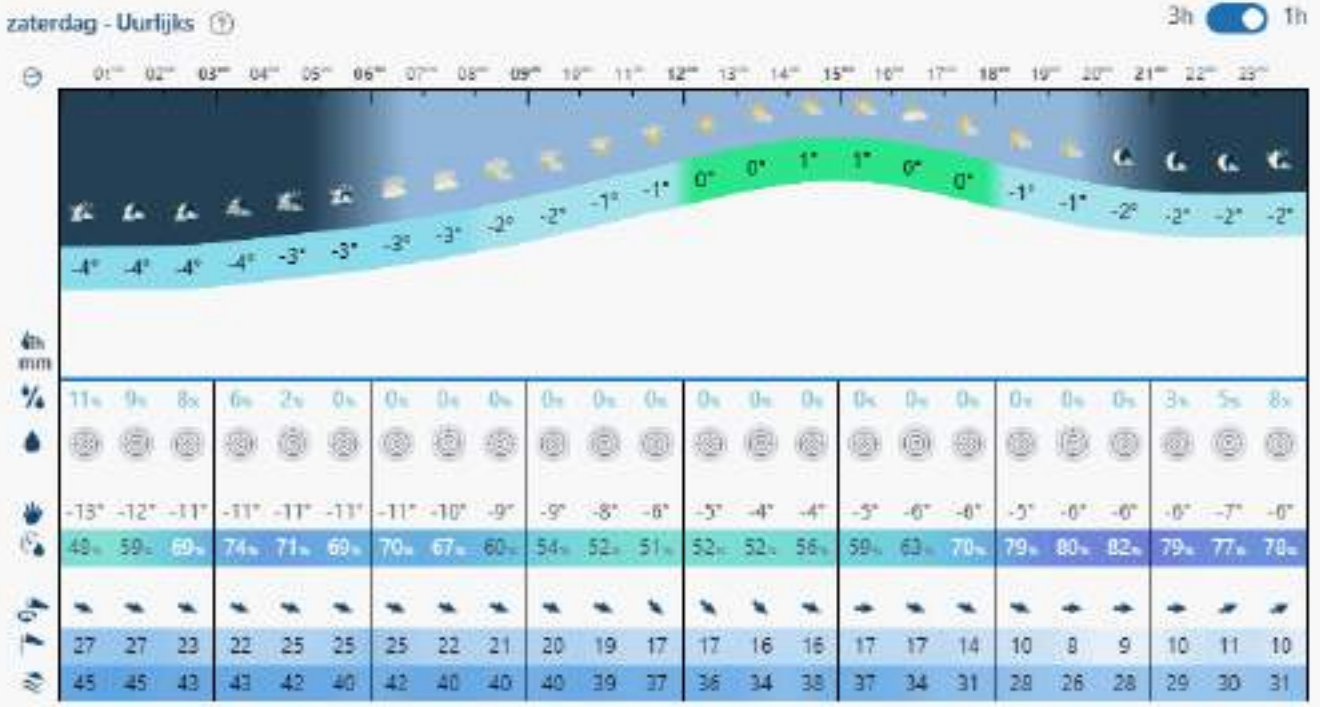 zaterdag - Uurlijks ?
3h 1h
01 02 03 04 05 06 07 08 09 10 11 12 13 14 15 16 17 18 19 20 21 22 23
-4° -4° -4° -4° -3° -3° -3° -3° -2° -2° -1° -1° 0° 0° 1° 1° 0° 0° -1° -1° -2° -2° -2° -2°
mm
11% 9% 8% 6% 2% 0% 0% 0% 0% 0% 0% 0% 0% 0% 0% 0% 0% 0% 0% 0% 0% 3% 5% 8%
-13° -12° -11° -11° -11° -11° -11° -10° -9° -9° -8° -6° -5° -4° -4° -5° -6° -6° -5° -6° -6° -6° -7° -6°
48% 59% 69% 74% 71% 69% 70% 67% 60% 54% 52% 51% 52% 52% 56% 59% 63% 70% 79% 80% 82% 79% 77% 78%
27 27 23 22 25 25 25 22 21 20 19 17 17 16 16 17 17 14 10 8 9 10 11 10
45 45 43 43 42 40 42 40 40 40 39 37 36 34 38 37 34 31 28 26 28 29 30 31